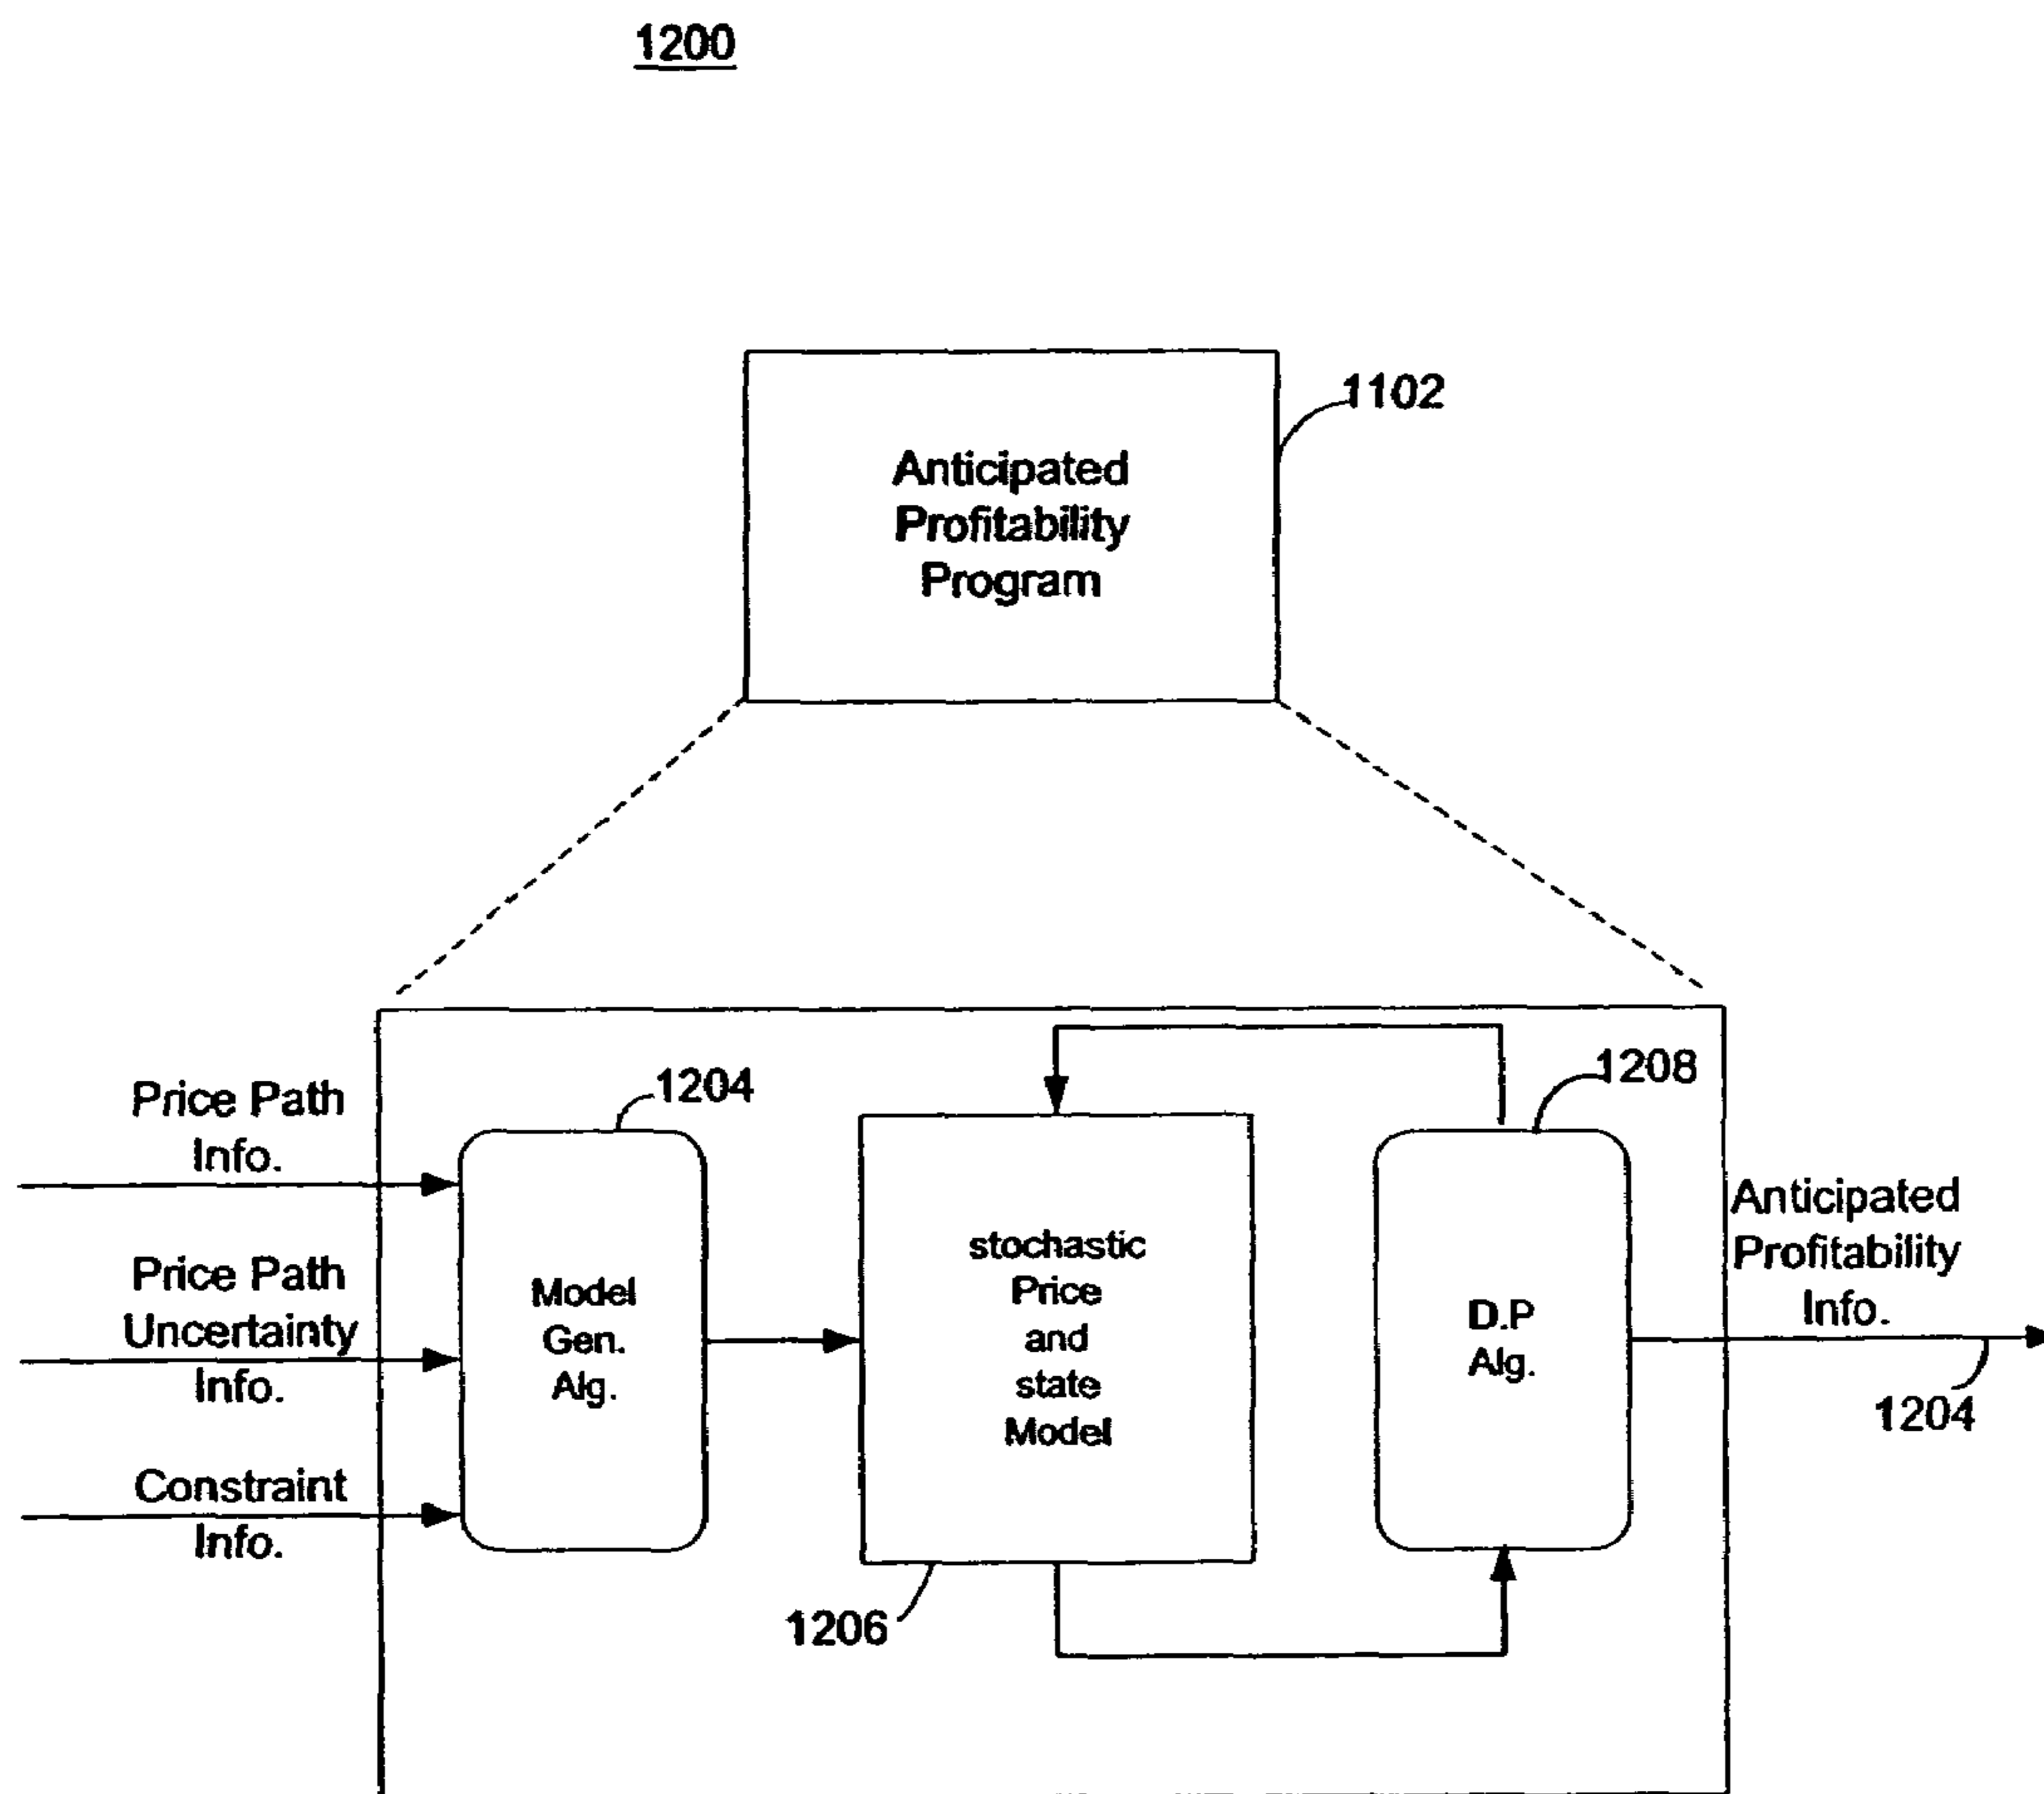 1200
1102
Anticipated
Profitability
Program
Price Path
Info.
Price Path
Uncertainty
Info.
Constraint
Info.
1204
Model
Gen.
Alg.
stochastic
Price
and
state
Model
1206
1208
D.P
Alg.
Anticipated
Profitability
Info.
1204